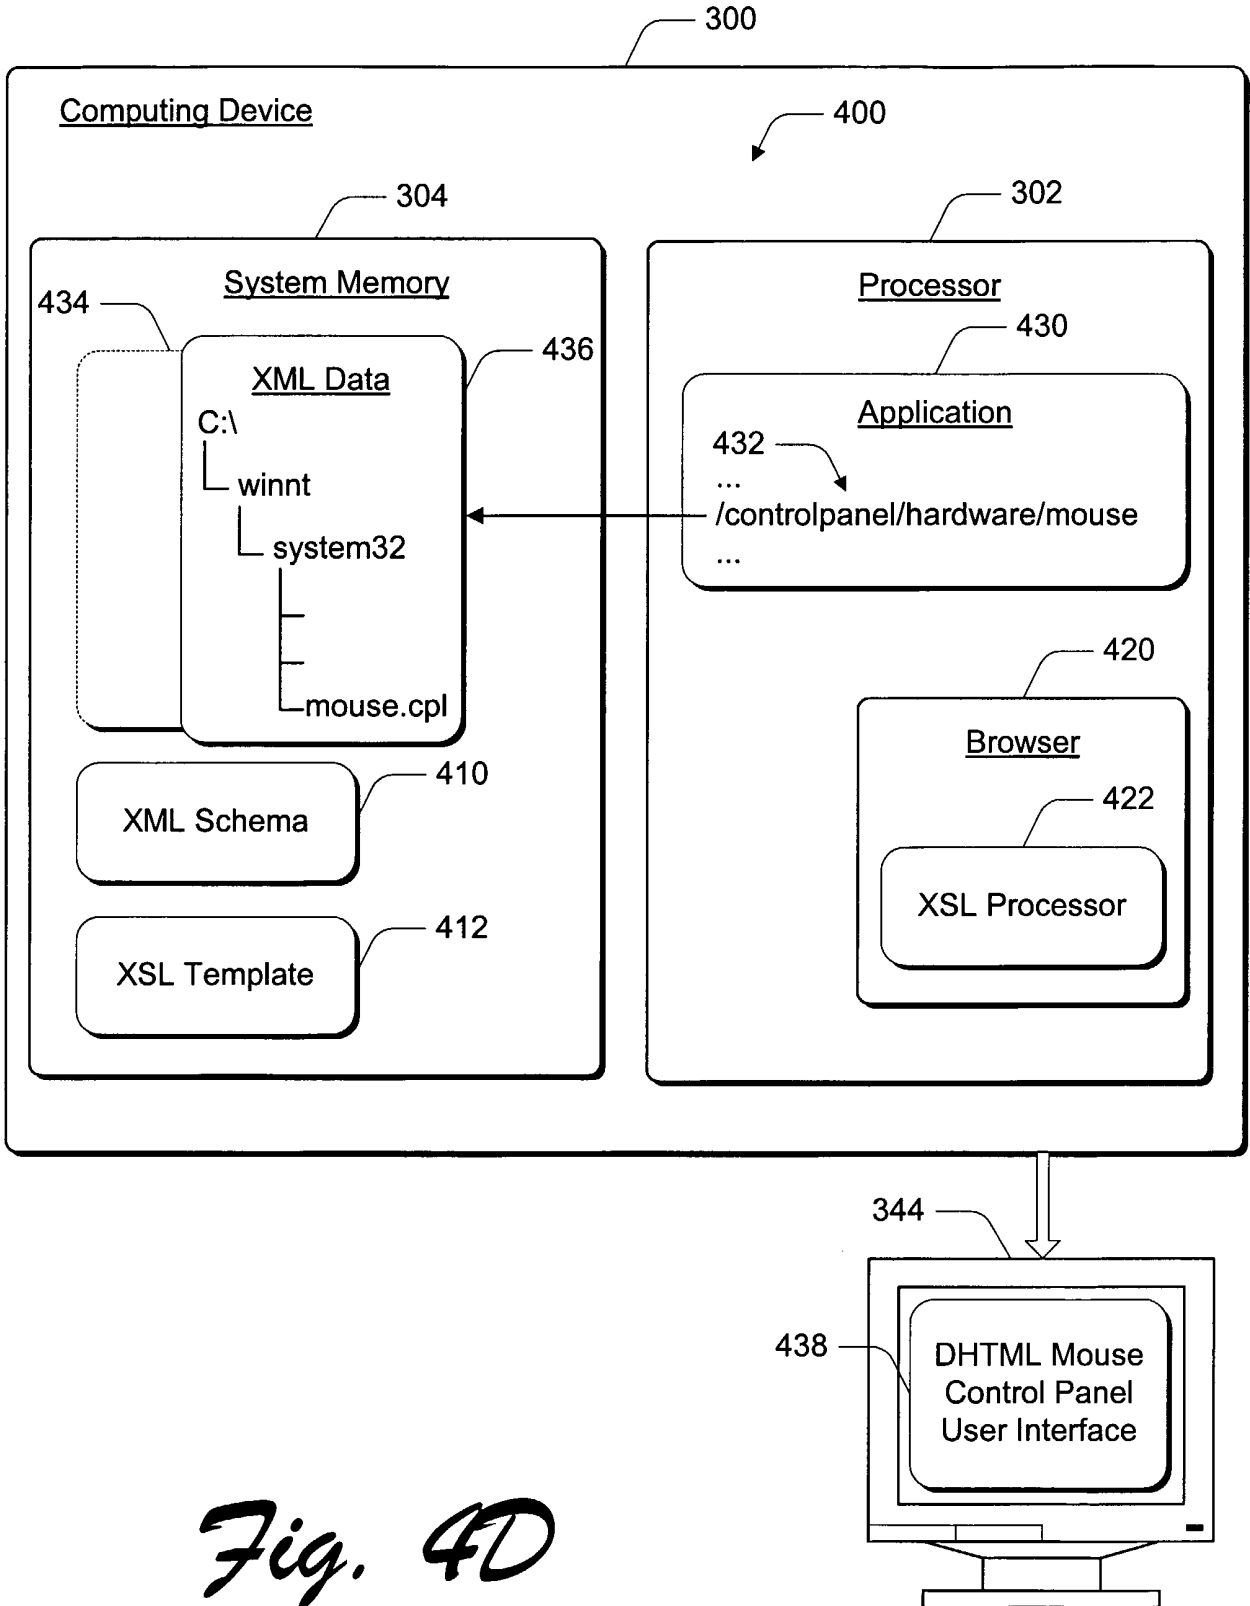 300
Computing Device
400
304
302
System Memory
Processor
434
430
436
XML Data
Application
C:\
432
...
winnt
/controlpanel/hardware/mouse
system32
...
420
mouse.cpl
Browser
410
XML Schema
422
XSL Processor
412
XSL Template
344
438
DHTML Mouse
Control Panel
User Interface
Fig. 4D